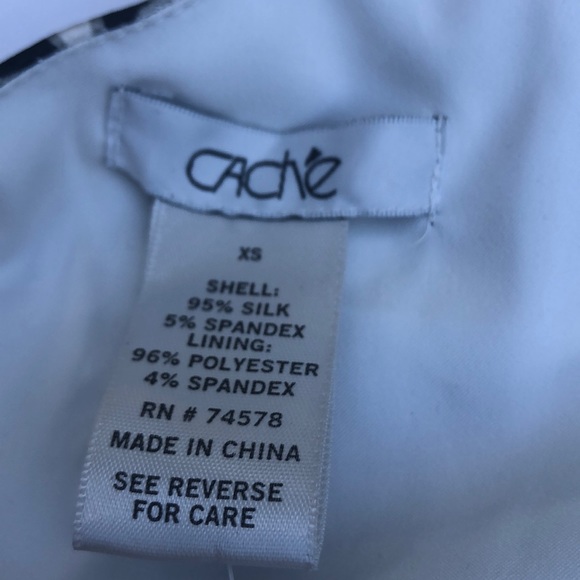 CAChé
XS
SHELL:
95% SILK
5% SPANDEX
LINING:
96% POLYESTER
4% SPANDEX
RN # 74578
MADE IN CHINA
SEE REVERSE
FOR CARE